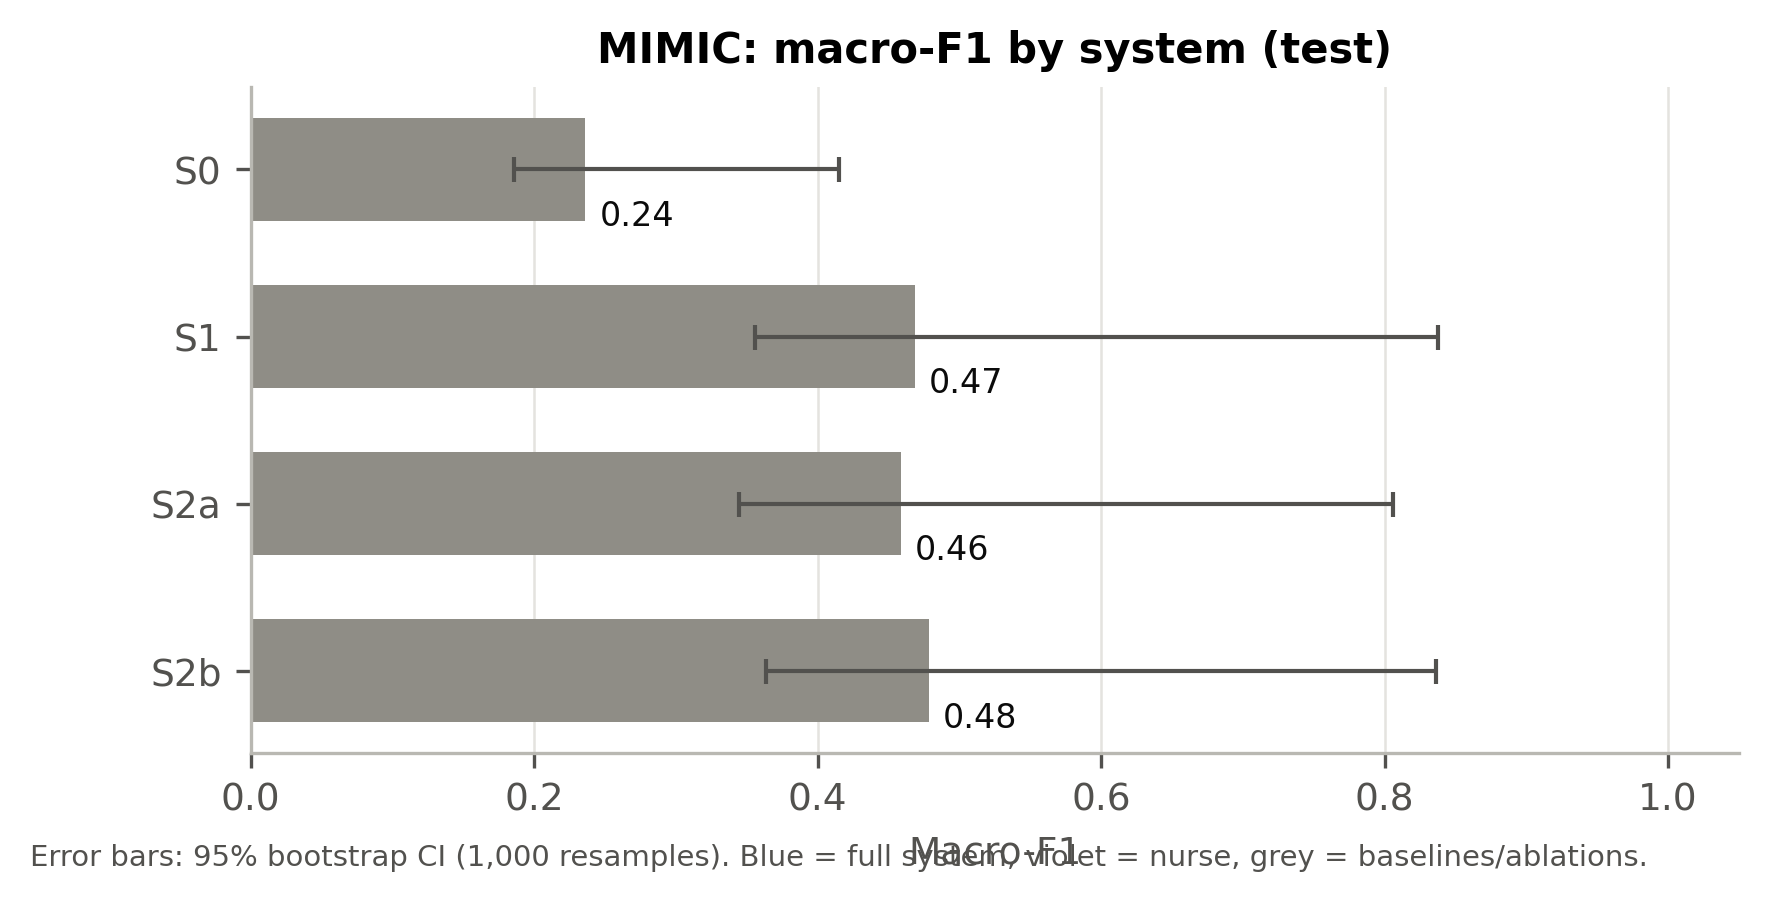 MIMIC: macro-F1 by system (test)
S0
0.24
S1
0.47
S2a
0.46
S2b
0.48
0.0 0.2 0.4 0.6 0.8 1.0
Macro-F1
Error bars: 95% bootstrap CI (1,000 resamples). Blue = full system, violet = nurse, grey = baselines/ablations.